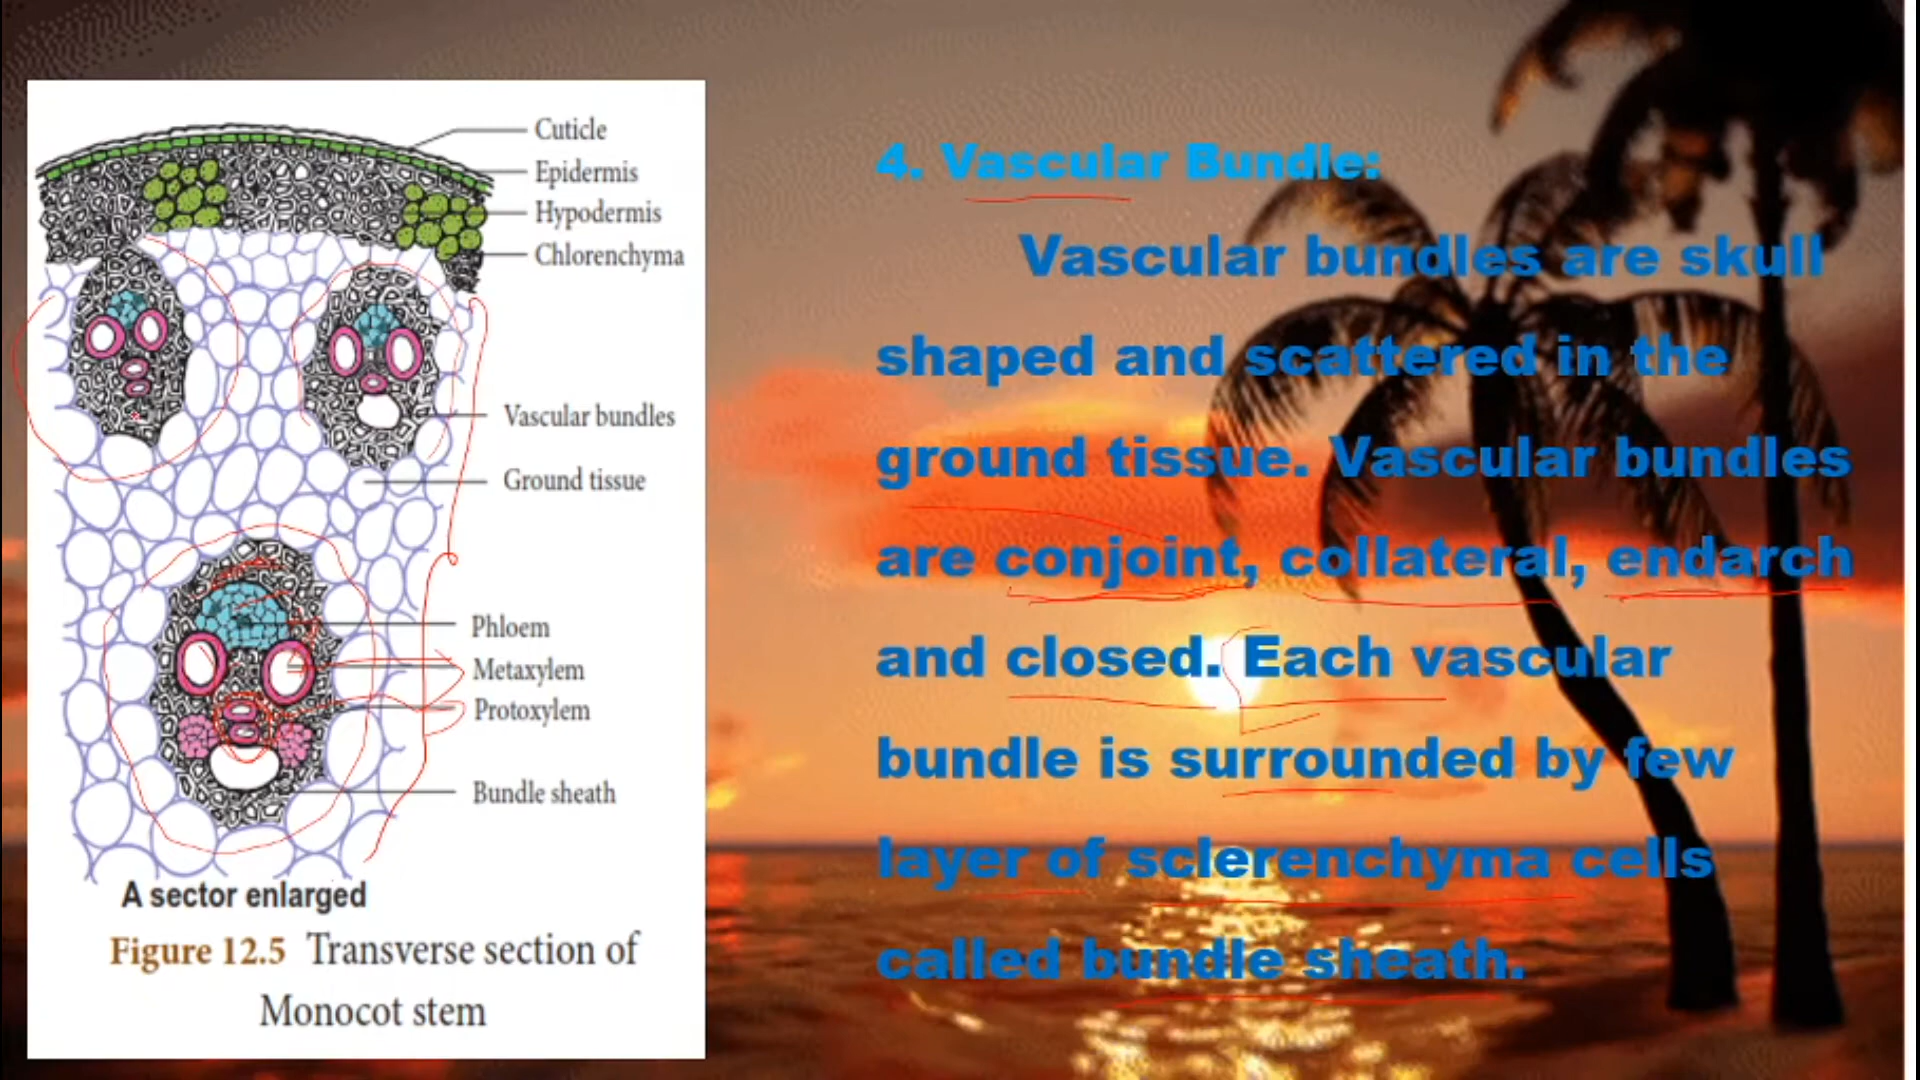 Cuticle
Epidermis
Hypodermis
Chlorenchyma
Vascular bundles
Ground tissue
Phloem
Metaxylem
Protoxylem
Bundle sheath
A sector enlarged
Figure 12.5 Transverse section of
Monocot stem
4. Vascular Bundle:
Vascular bundles are skull
shaped and scattered in the
ground tissue. Vascular bundles
are conjoint, collateral, endarch
and closed. Each vascular
bundle is surrounded by few
layer of sclerenchyma cells
called bundle sheath.